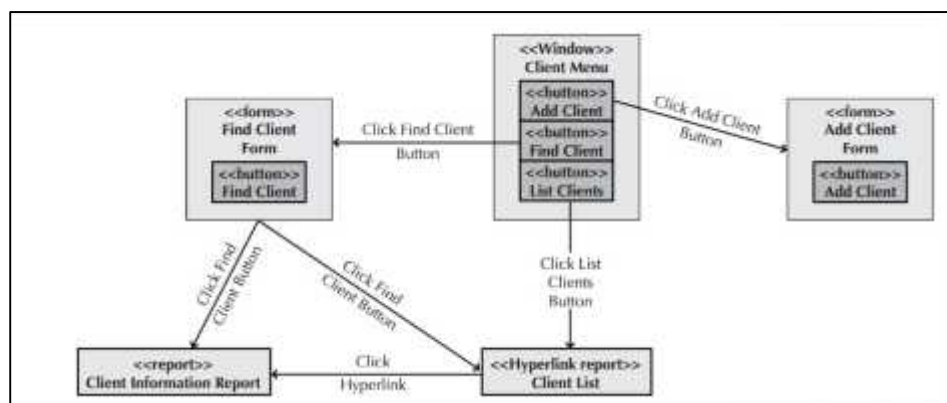 <<Window>>
Client Menu
<<button>>
Add Client
<<button>>
Find Client
<<button>>
List Clients
<<form>>
Find Client
Form
<<button>>
Find Client
Click Find Client
Button
Click Add Client
Button
<<form>>
Add Client
Form
<<button>>
Add Client
Click Find
Client Button
Click Find
Client Button
Click List
Clients
Button
<<report>>
Client Information Report
Click
Hyperlink
<<Hyperlink report>>
Client List